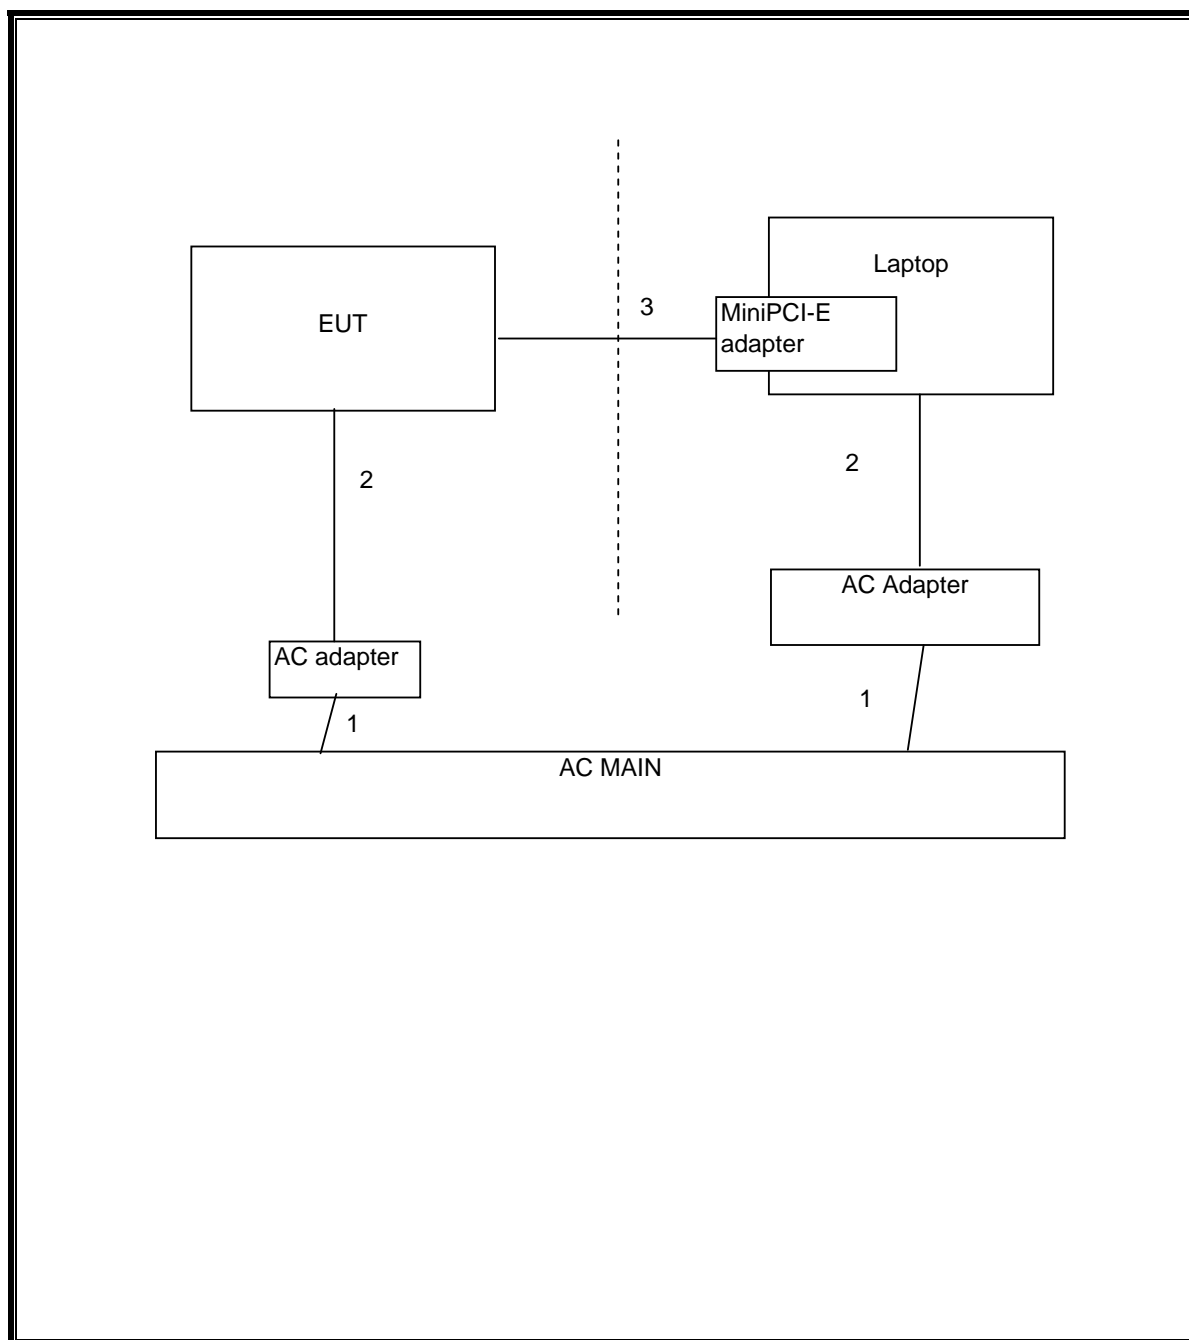 Laptop
3
MiniPCI-E
adapter
EUT
2
2
AC Adapter
AC adapter
1
1
AC MAIN